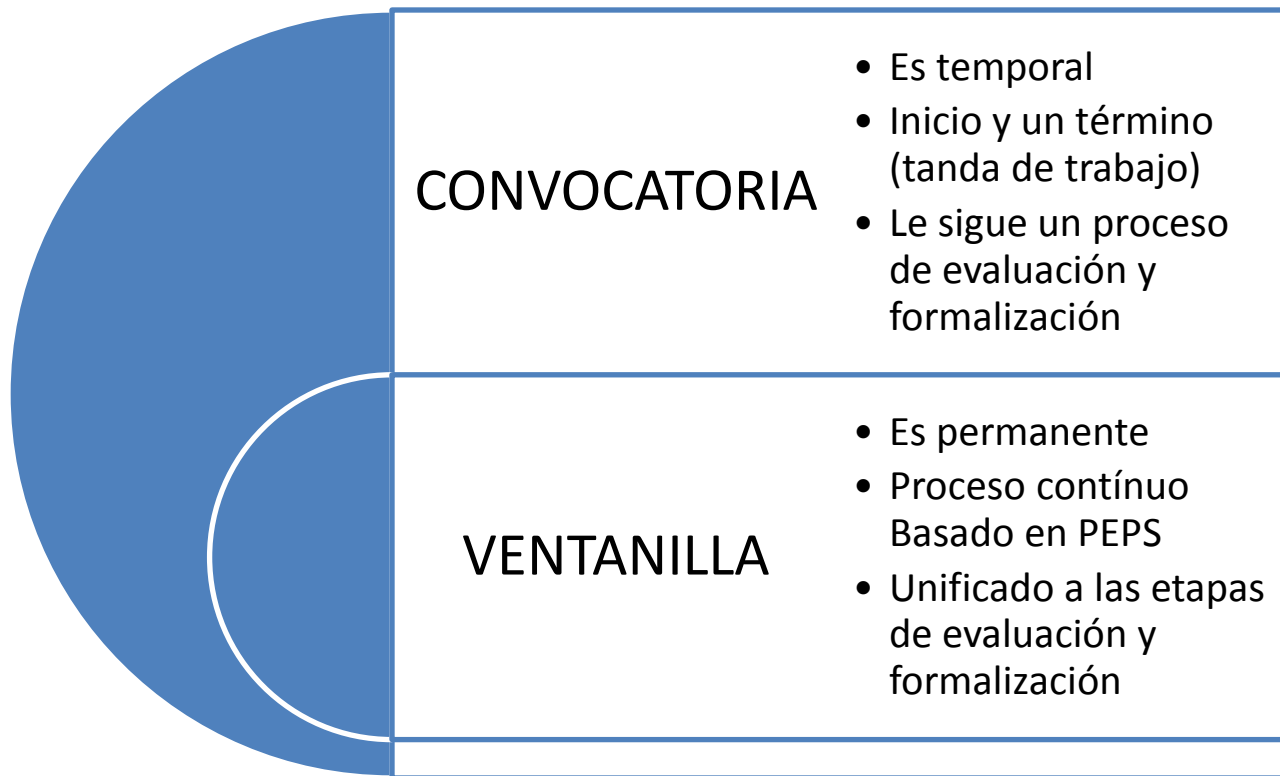 CONVOCATORIA
• Es temporal
• Inicio y un término
(tanda de trabajo)
• Le sigue un proceso
de evaluación y
formalización
VENTANILLA
• Es permanente
• Proceso contínuo
Basado en PEPS
• Unificado a las etapas
de evaluación y
formalización